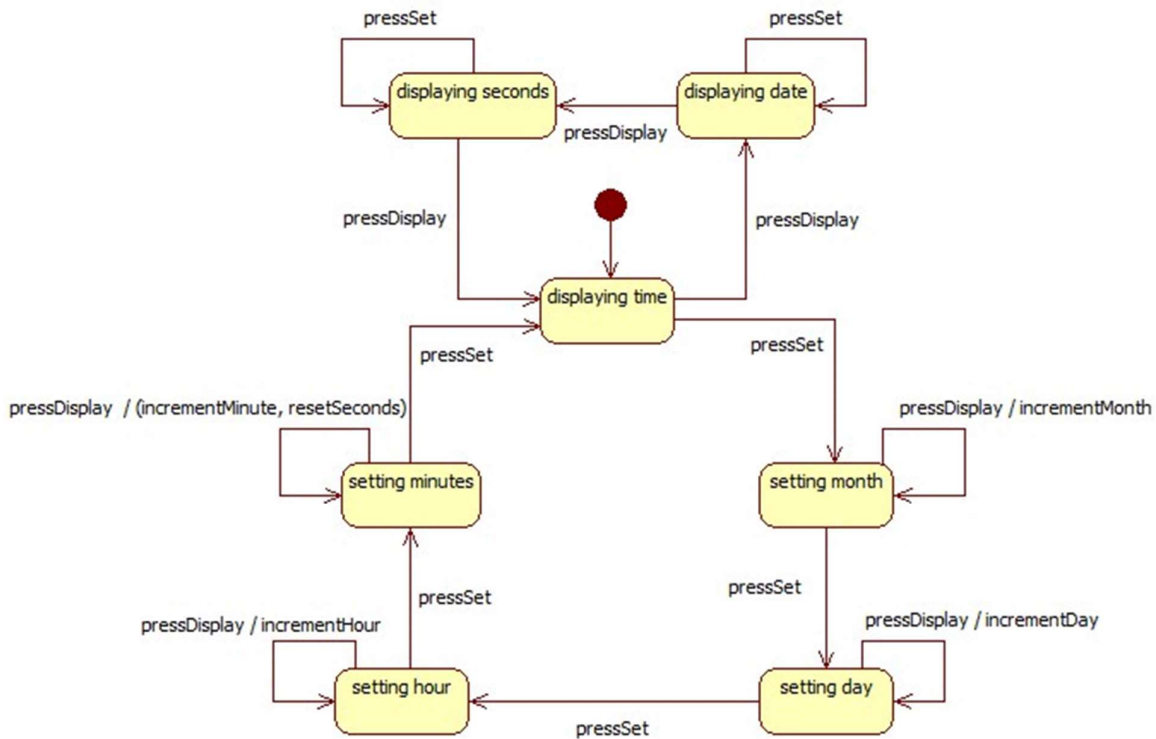 pressSet
pressSet
displaying seconds
displaying date
pressDisplay
pressDisplay
pressDisplay
displaying time
pressSet
pressSet
pressDisplay / (incrementMinute, resetSeconds)
pressDisplay / incrementMonth
setting minutes
setting month
pressSet
pressSet
pressDisplay / incrementHour
pressDisplay / incrementDay
setting hour
setting day
pressSet